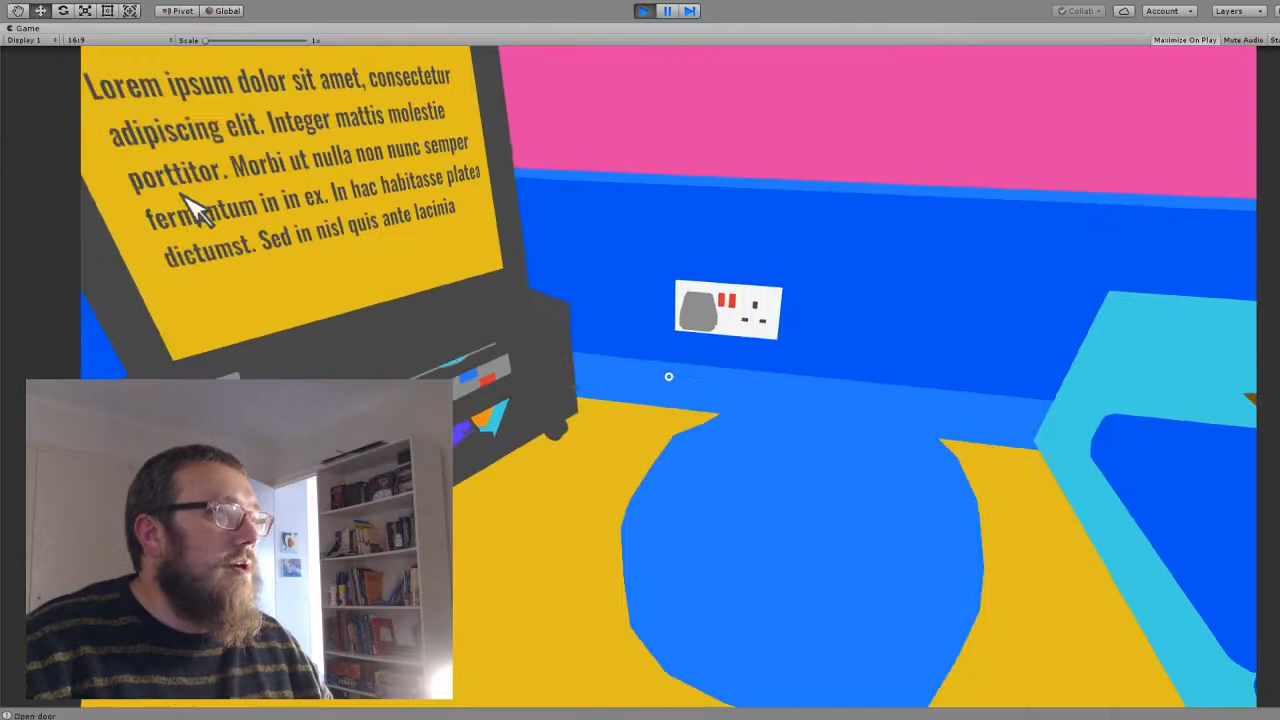 Pivot Global Collab Account Layers
Game
Display 1 16:9 Scale 1x Maximize On Play Mute Audio
Lorem ipsum dolor sit amet, consectetur
adipiscing elit. Integer mattis molestie
porttitor. Morbi ut nulla non nunc semper
fermentum in in ex. In hac habitasse platea
dictumst. Sed in nisl quis ante lacinia
Open door